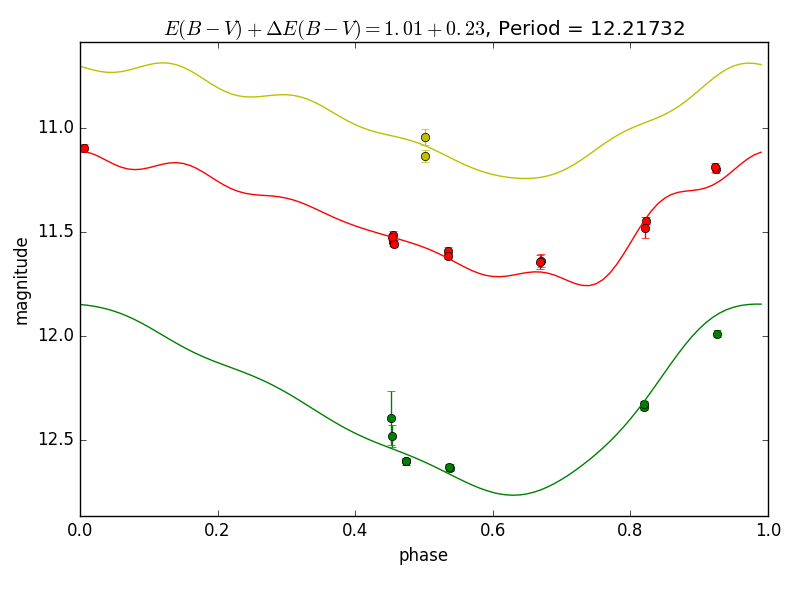 E(B − V) + ΔE(B − V) = 1.01 + 0.23, Period = 12.21732
magnitude
11.0
11.5
12.0
12.5
0.0 0.2 0.4 0.6 0.8 1.0
phase